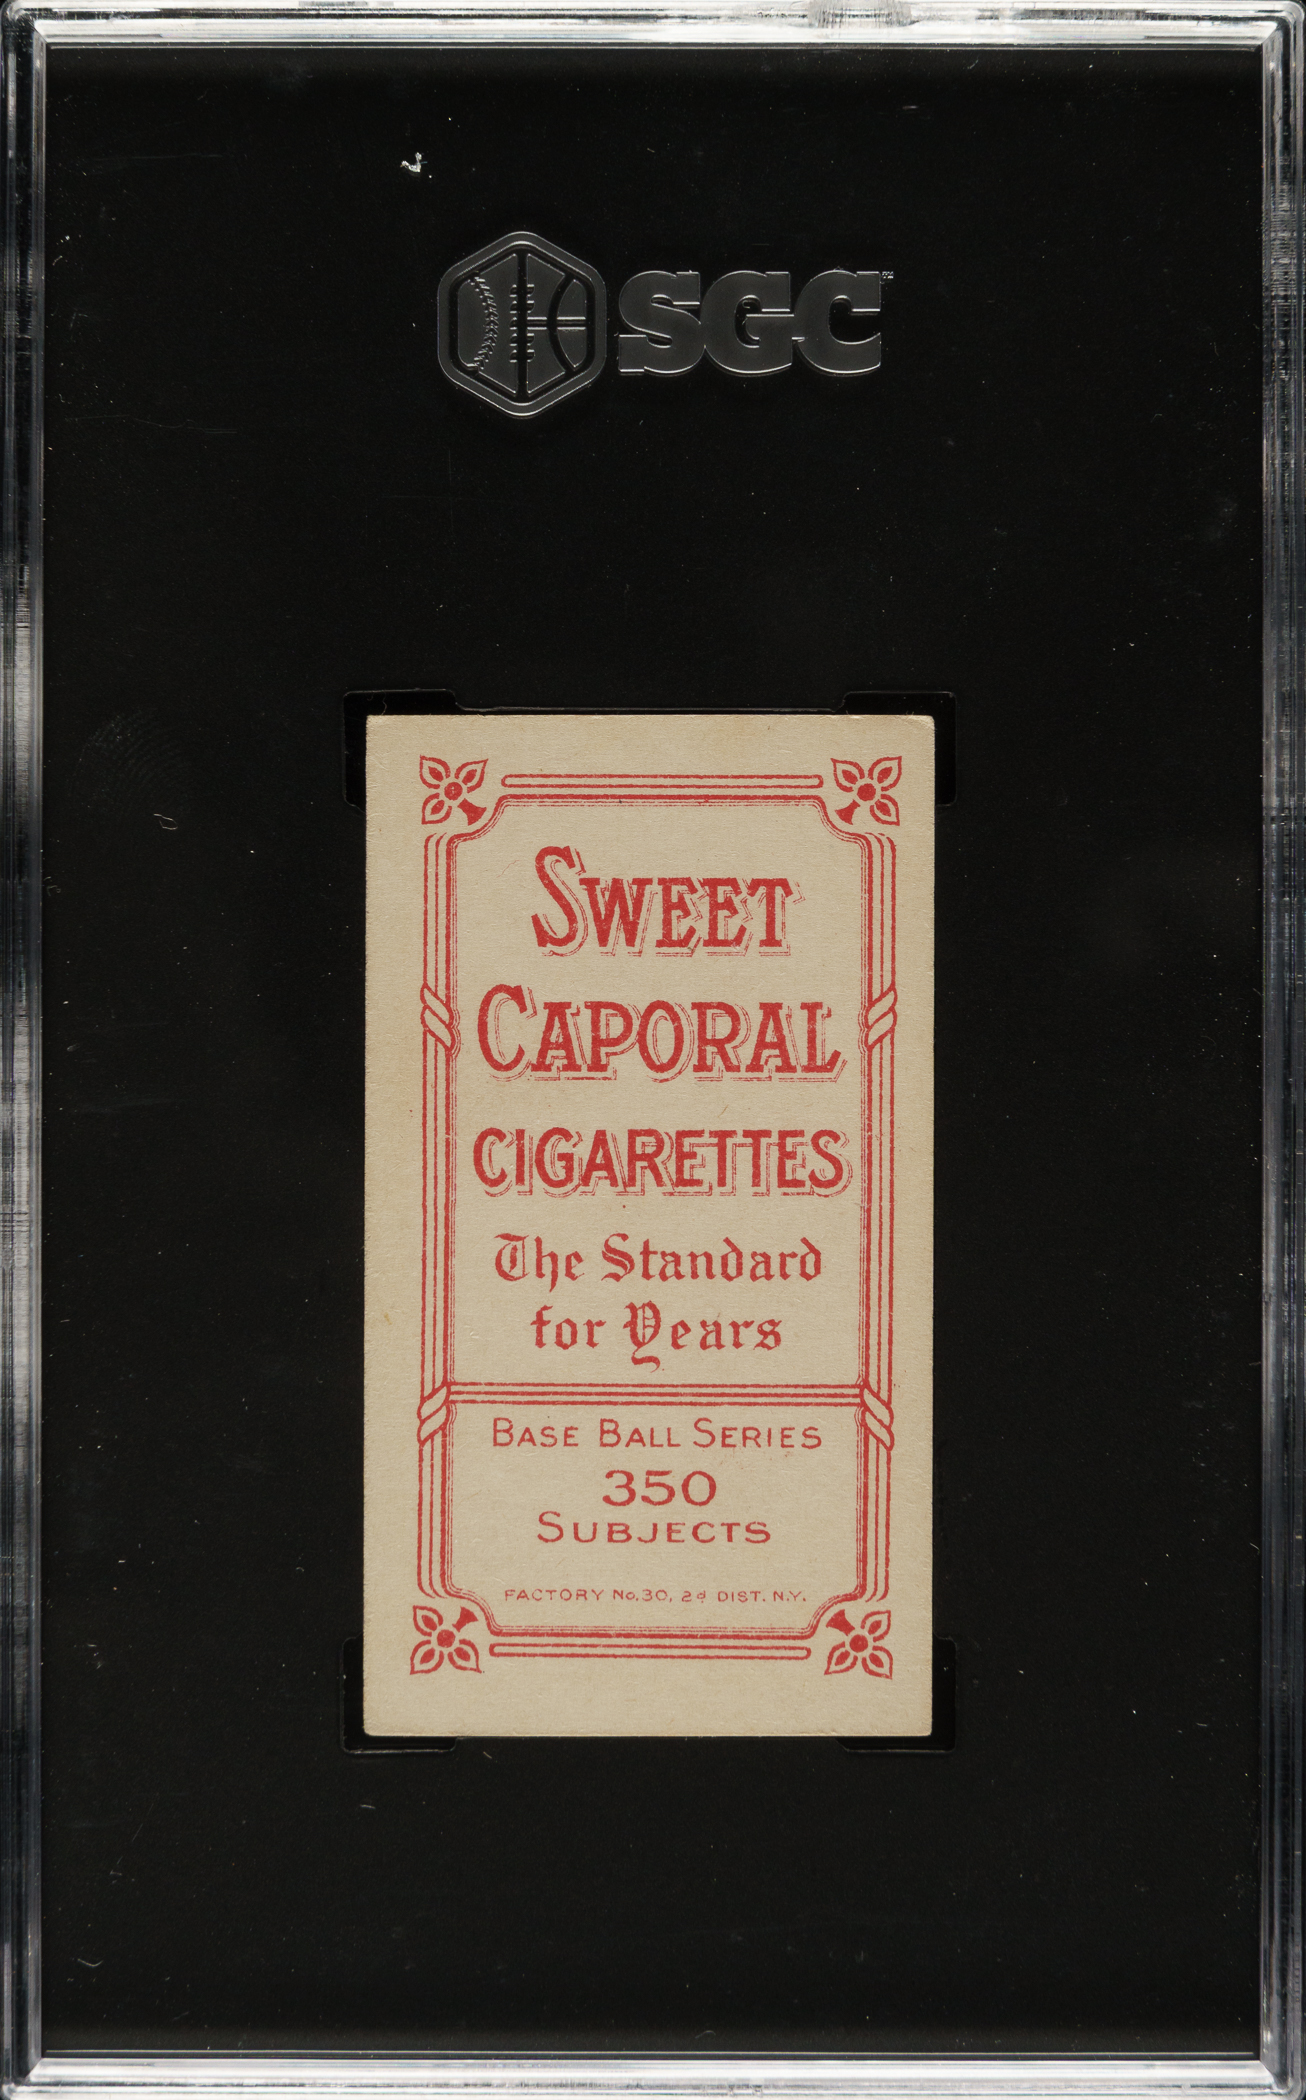 SGC
SWEET
CAPORAL
CIGARETTES
The Standard
for Years
BASE BALL SERIES
350
SUBJECTS
FACTORY No.30, 2d DIST. N.Y.